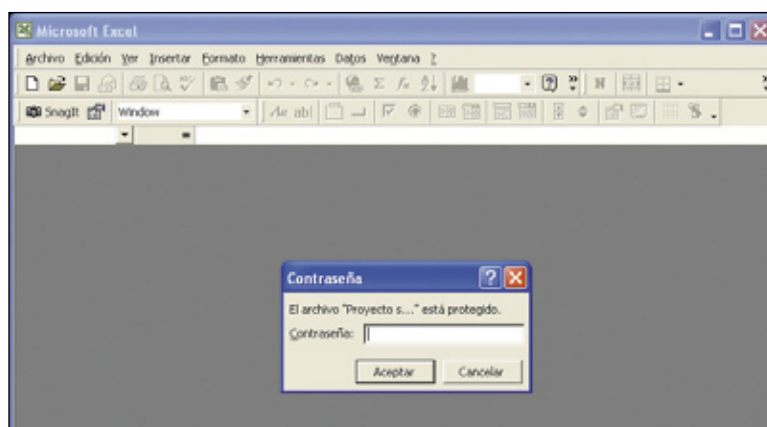 Microsoft Excel
Archivo Edición Ver Insertar Formato Herramientas Datos Ventana ?
SnagIt Window
Contraseña
El archivo "Proyecto s..." está protegido.
Contraseña:
Aceptar Cancelar